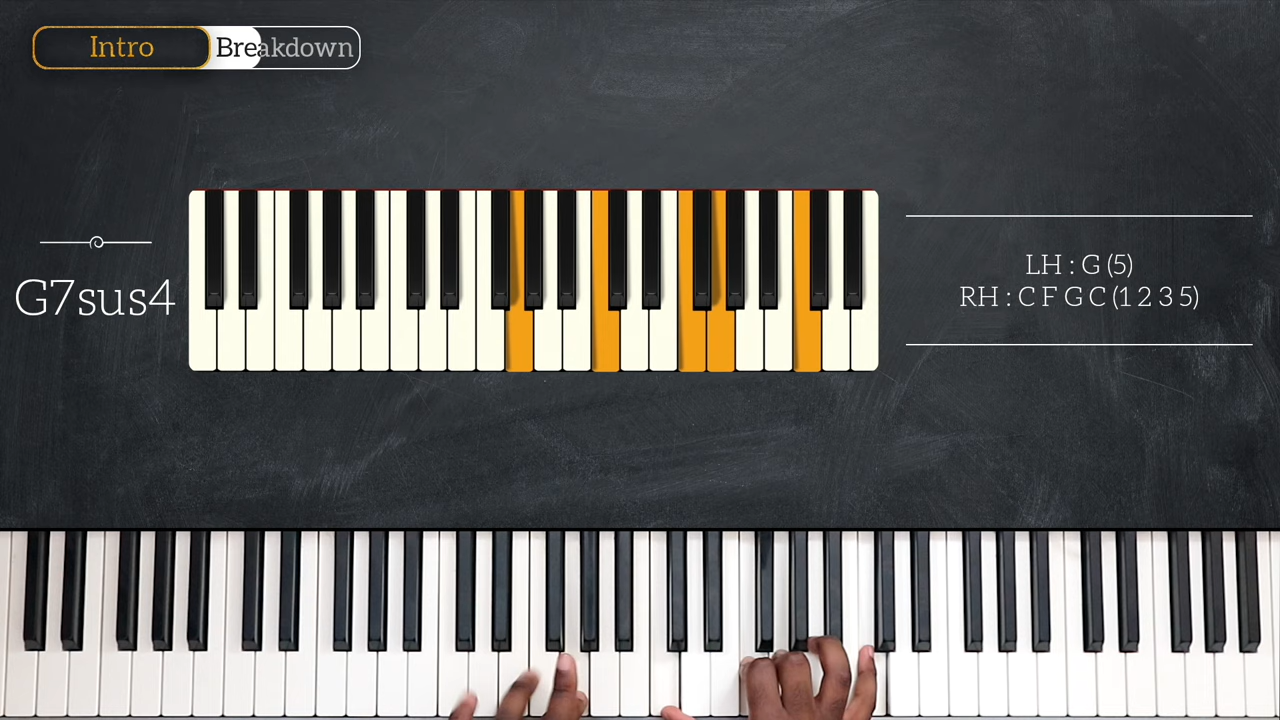 Intro Breakdown
G7sus4
LH : G (5)
RH : C F G C (1 2 3 5)